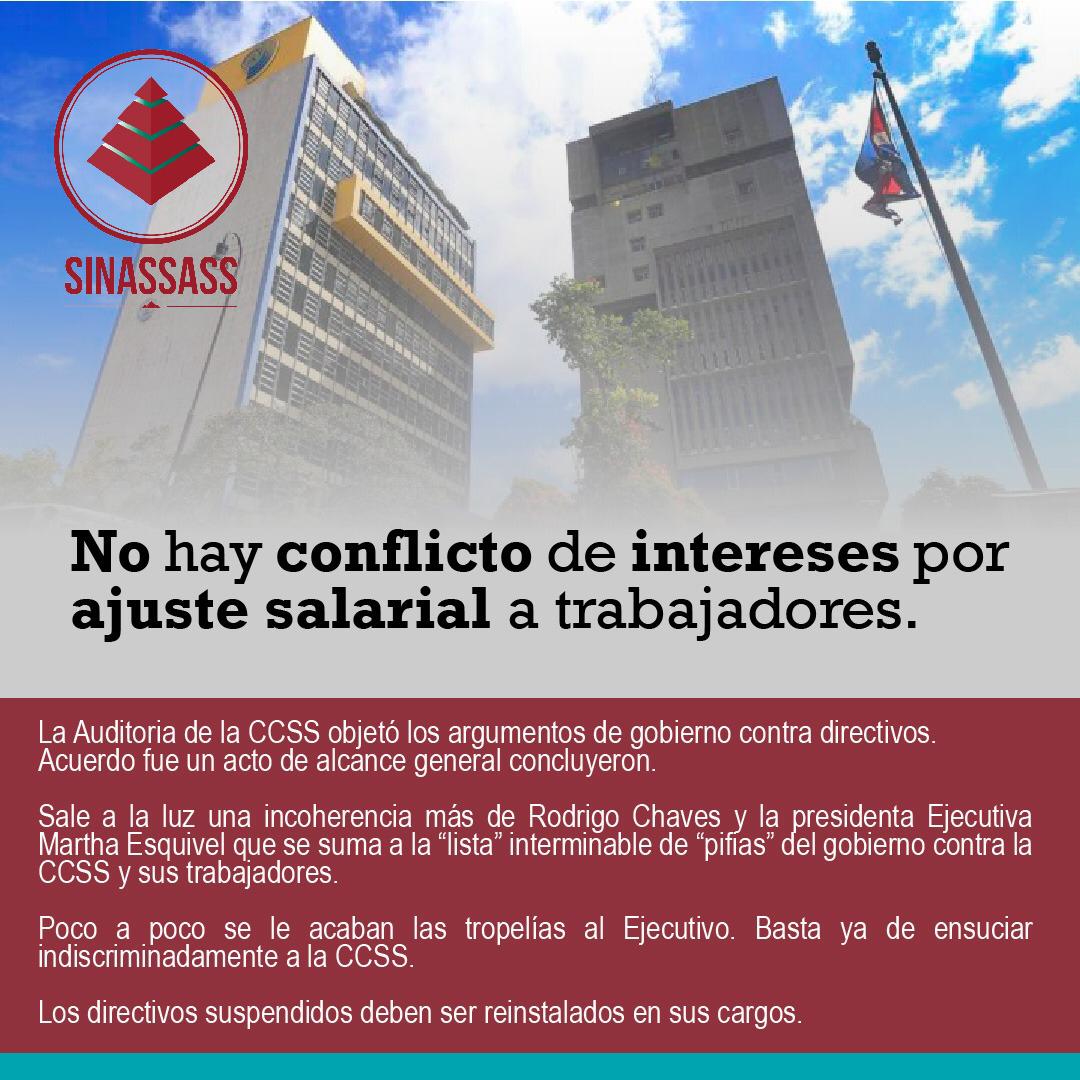 SINASSASS
No hay conflicto de intereses por
ajuste salarial a trabajadores.
La Auditoria de la CCSS objetó los argumentos de gobierno contra directivos.
Acuerdo fue un acto de alcance general concluyeron.
Sale a la luz una incoherencia más de Rodrigo Chaves y la presidenta Ejecutiva
Martha Esquivel que se suma a la “lista” interminable de “pifias” del gobierno contra la
CCSS y sus trabajadores.
Poco a poco se le acaban las tropelías al Ejecutivo. Basta ya de ensuciar
indiscriminadamente a la CCSS.
Los directivos suspendidos deben ser reinstalados en sus cargos.